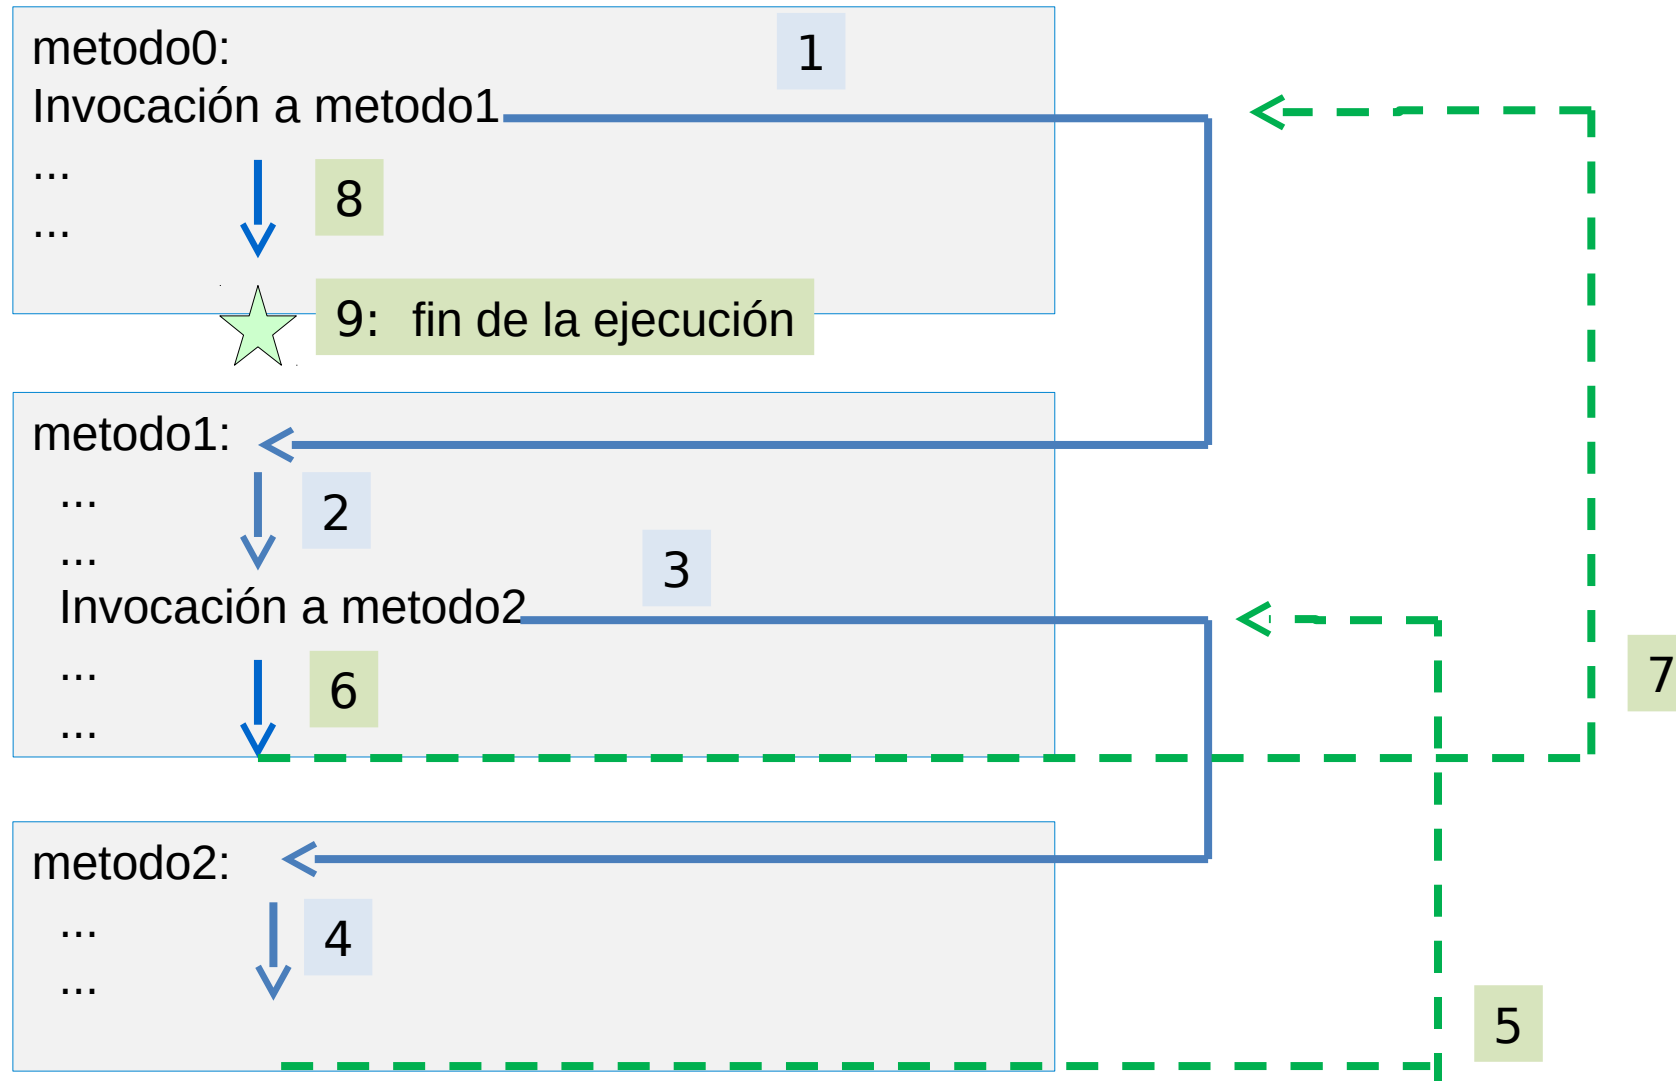 metodo0:
1
Invocación a metodo1
...
8
...
9: fin de la ejecución
metodo1:
...
2
...
3
Invocación a metodo2
...
6
7
...
metodo2:
...
4
...
5